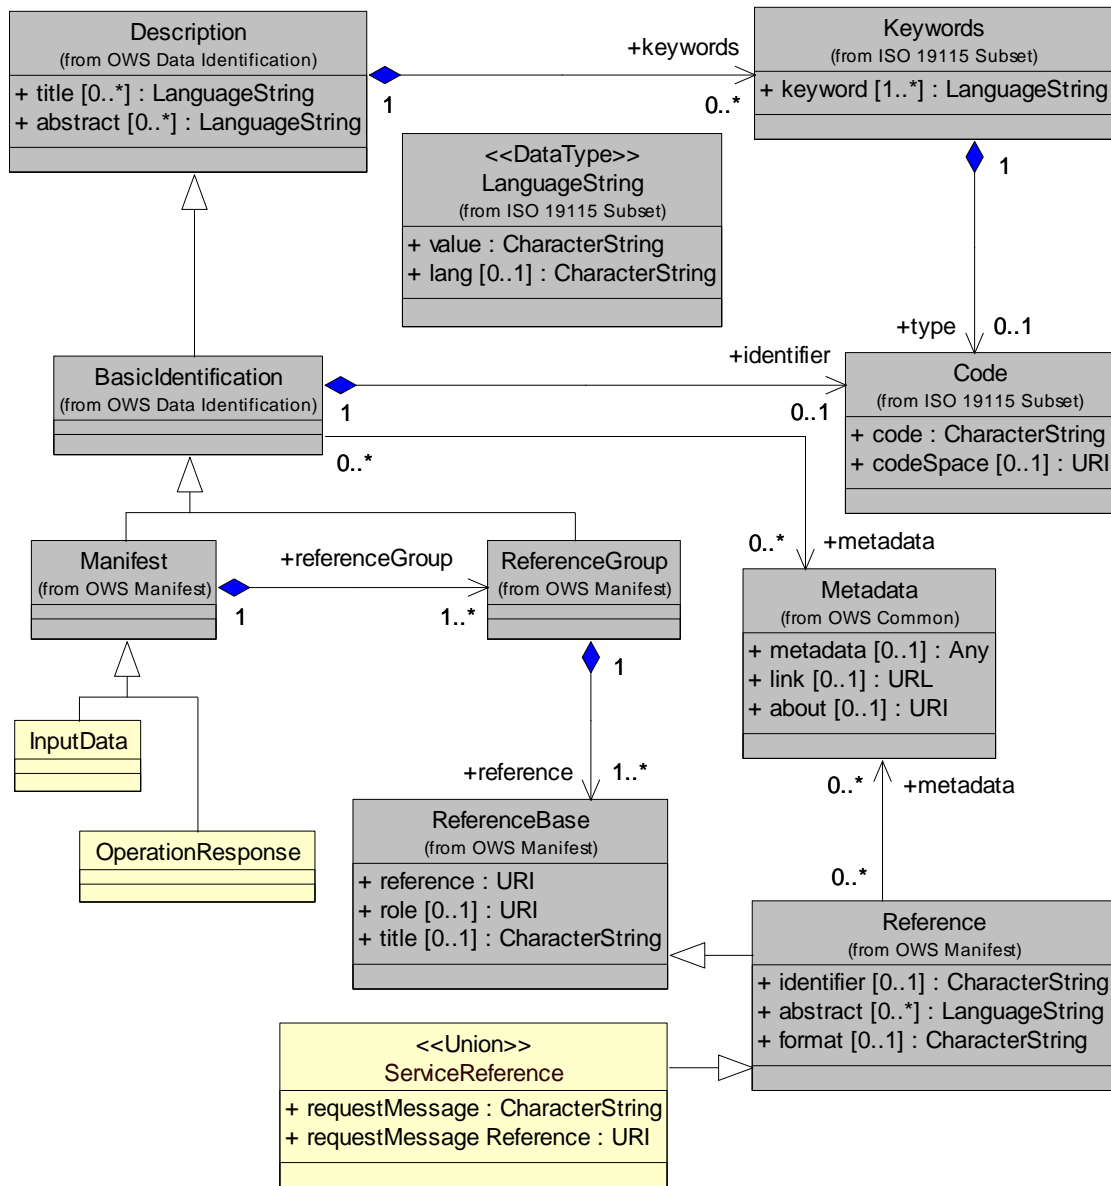 Description
(from OWS Data Identification)
+ title [0..*] : LanguageString
+ abstract [0..*] : LanguageString
1
+keywords
0..*
Keywords
(from ISO 19115 Subset)
+ keyword [1..*] : LanguageString
1
<<DataType>>
LanguageString
(from ISO 19115 Subset)
+ value : CharacterString
+ lang [0..1] : CharacterString
+type
0..1
BasicIdentification
(from OWS Data Identification)
1
+identifier
0..1
0..*
Code
(from ISO 19115 Subset)
+ code : CharacterString
+ codeSpace [0..1] : URI
Manifest
(from OWS Manifest)
1
+referenceGroup
1..*
ReferenceGroup
(from OWS Manifest)
1
0..*
+metadata
Metadata
(from OWS Common)
+ metadata [0..1] : Any
+ link [0..1] : URL
+ about [0..1] : URI
InputData
OperationResponse
+reference
1..*
ReferenceBase
(from OWS Manifest)
+ reference : URI
+ role [0..1] : URI
+ title [0..1] : CharacterString
0..*
+metadata
0..*
Reference
(from OWS Manifest)
+ identifier [0..1] : CharacterString
+ abstract [0..*] : LanguageString
+ format [0..1] : CharacterString
<<Union>>
ServiceReference
+ requestMessage : CharacterString
+ requestMessage Reference : URI